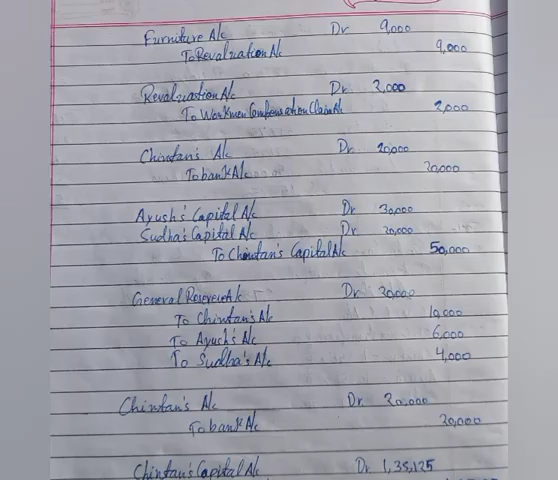 Furniture A/c Dr 9,000
To Revaluation A/c 9,000
Revaluation A/c Dr 2,000
To Workmen Compensation Claim A/c 2,000
Chintan's A/c Dr. 20,000
To bank A/c 20,000
Ayush's Capital A/c Dr 30,000
Sudha's Capital A/c Dr 20,000
To Chintan's Capital A/c 50,000
General Reserve A/c Dr 20,000
To Chintan's A/c 10,000
To Ayush's A/c 6,000
To Sudha's A/c 4,000
Chintan's A/c Dr. 20,000
To bank A/c 20,000
Chintan's Capital A/c Dr 1,35,125